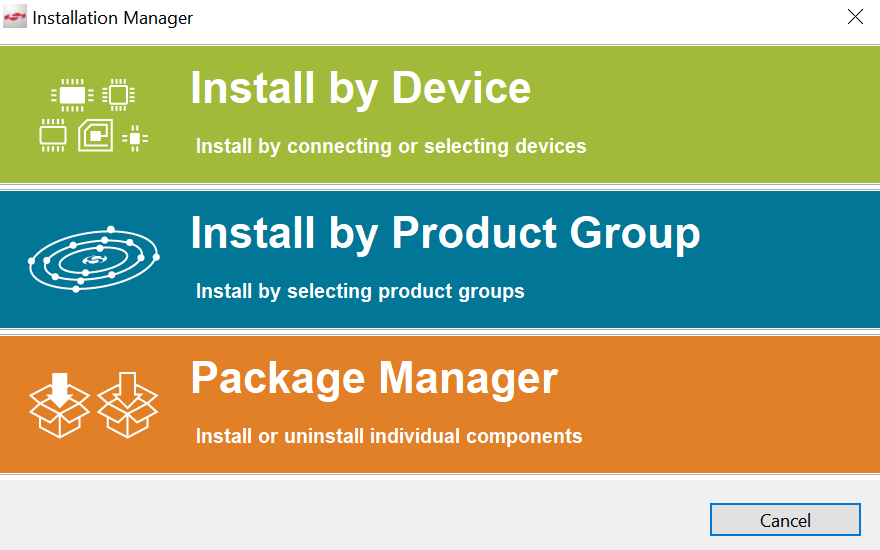 Installation Manager
Install by Device
Install by connecting or selecting devices
Install by Product Group
Install by selecting product groups
Package Manager
Install or uninstall individual components
Cancel